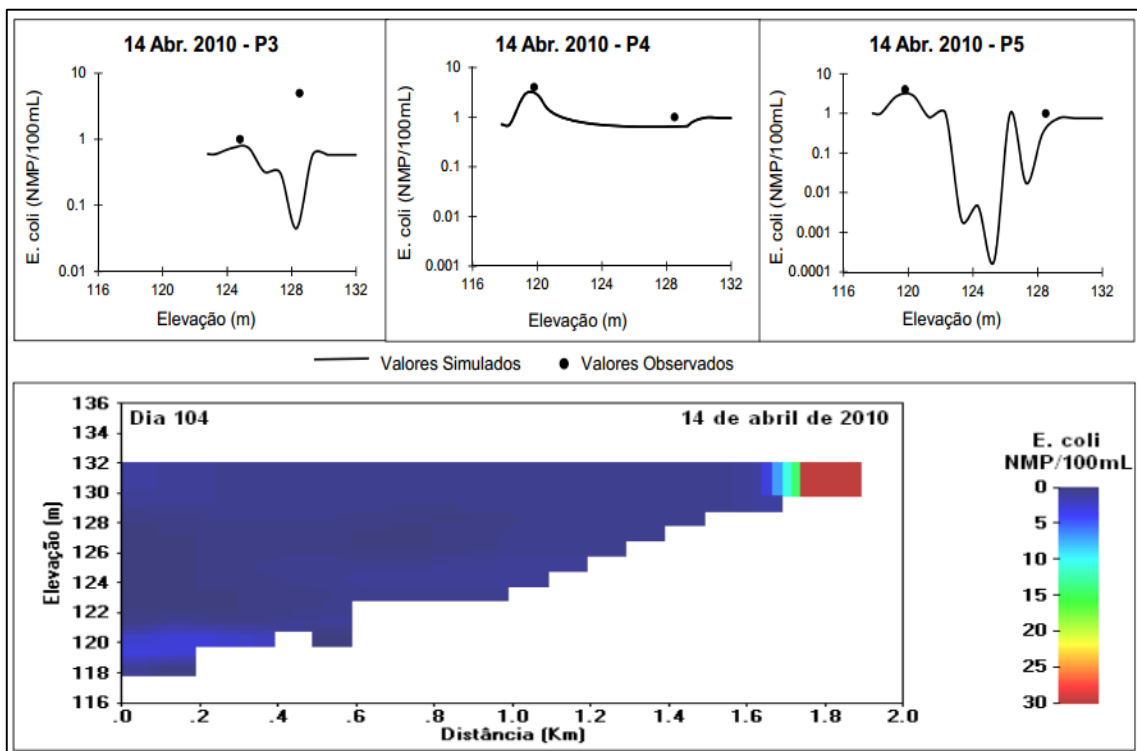 14 Abr. 2010 - P3
E. coli (NMP/100mL)
10
1
0.1
0.01
116 120 124 128 132
Elevação (m)
14 Abr. 2010 - P4
E. coli (NMP/100mL)
10
1
0.1
0.01
0.001
116 120 124 128 132
Elevação (m)
14 Abr. 2010 - P5
E. coli (NMP/100mL)
10
1
0.1
0.01
0.001
0.0001
116 120 124 128 132
Elevação (m)
Valores Simulados Valores Observados
Dia 104 14 de abril de 2010
Elevação (m)
136
134
132
130
128
126
124
122
120
118
116
.0 .2 .4 .6 .8 1.0 1.2 1.4 1.6 1.8 2.0
Distância (Km)
E. coli
NMP/100mL
0
5
10
15
20
25
30